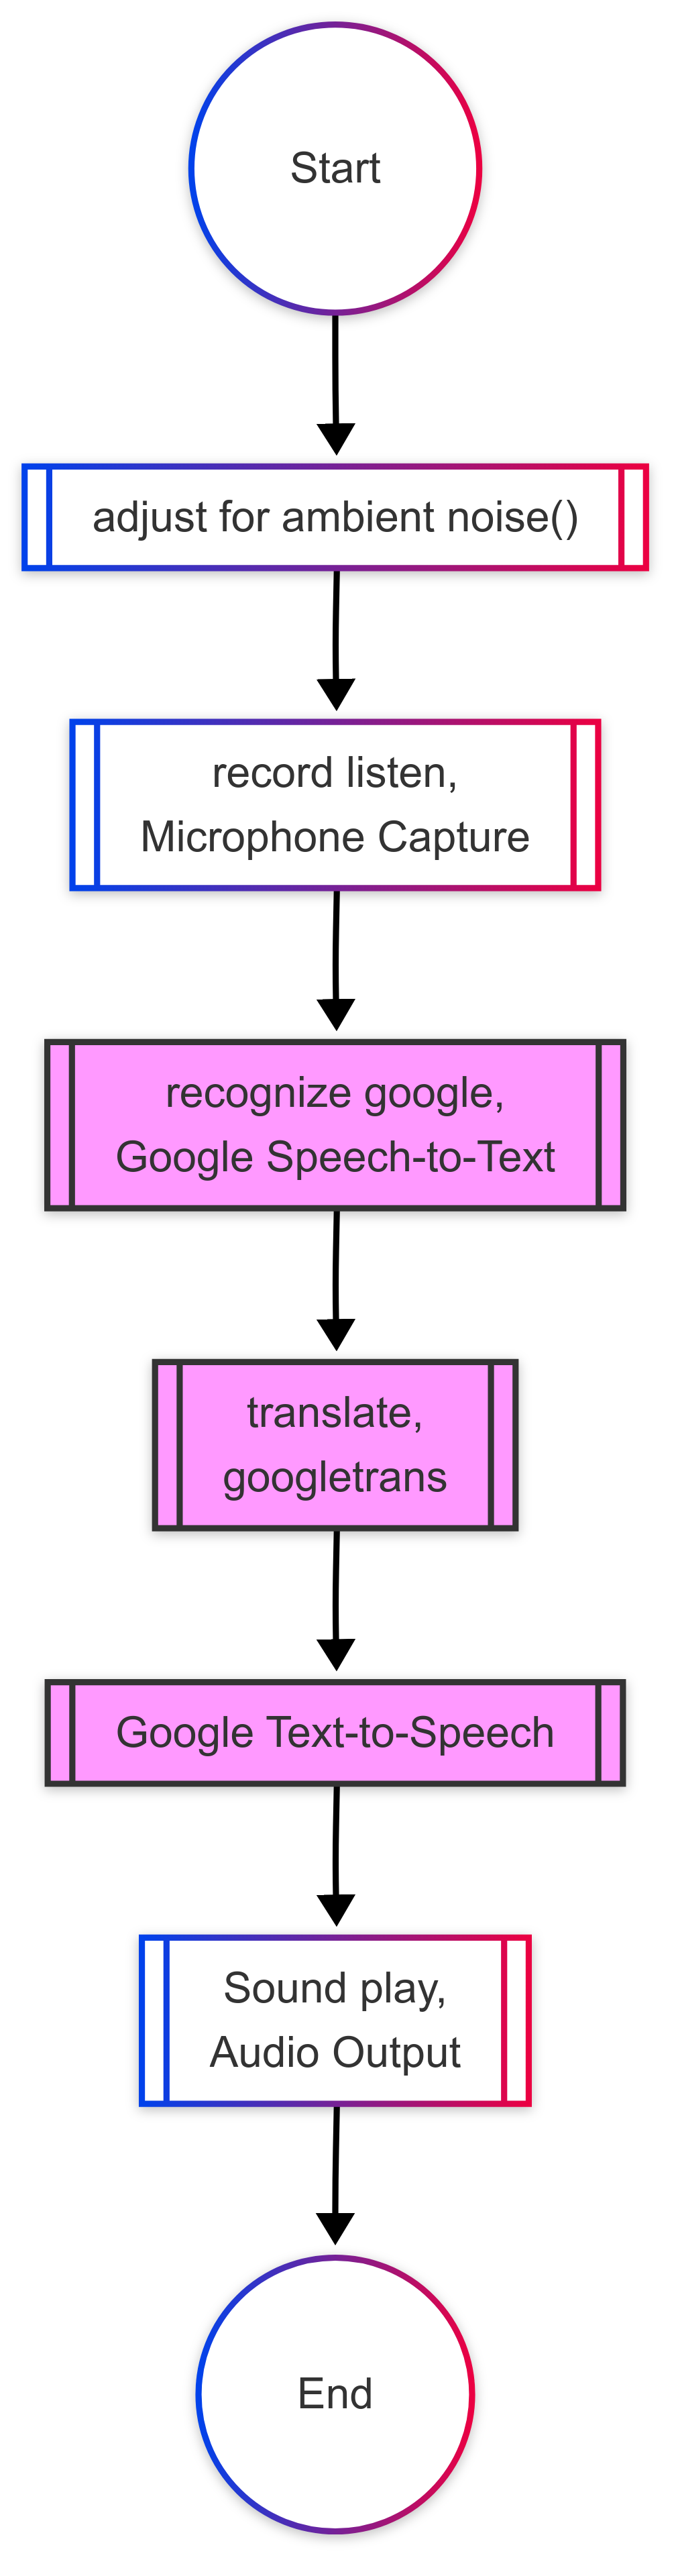 Start
adjust for ambient noise()
record listen,
Microphone Capture
recognize google,
Google Speech-to-Text
translate,
googletrans
Google Text-to-Speech
Sound play,
Audio Output
End